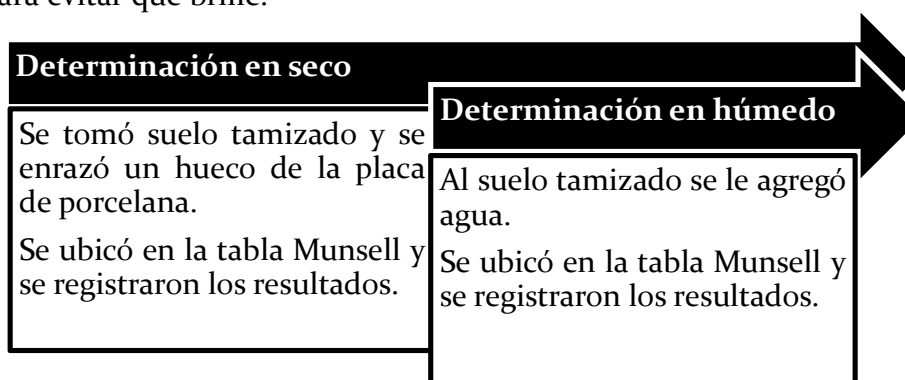 para evitar que brille.
Determinación en seco
Se tomó suelo tamizado y se
enrazó un hueco de la placa
de porcelana.
Se ubicó en la tabla Munsell y
se registraron los resultados.
Determinación en húmedo
Al suelo tamizado se le agregó
agua.
Se ubicó en la tabla Munsell y
se registraron los resultados.